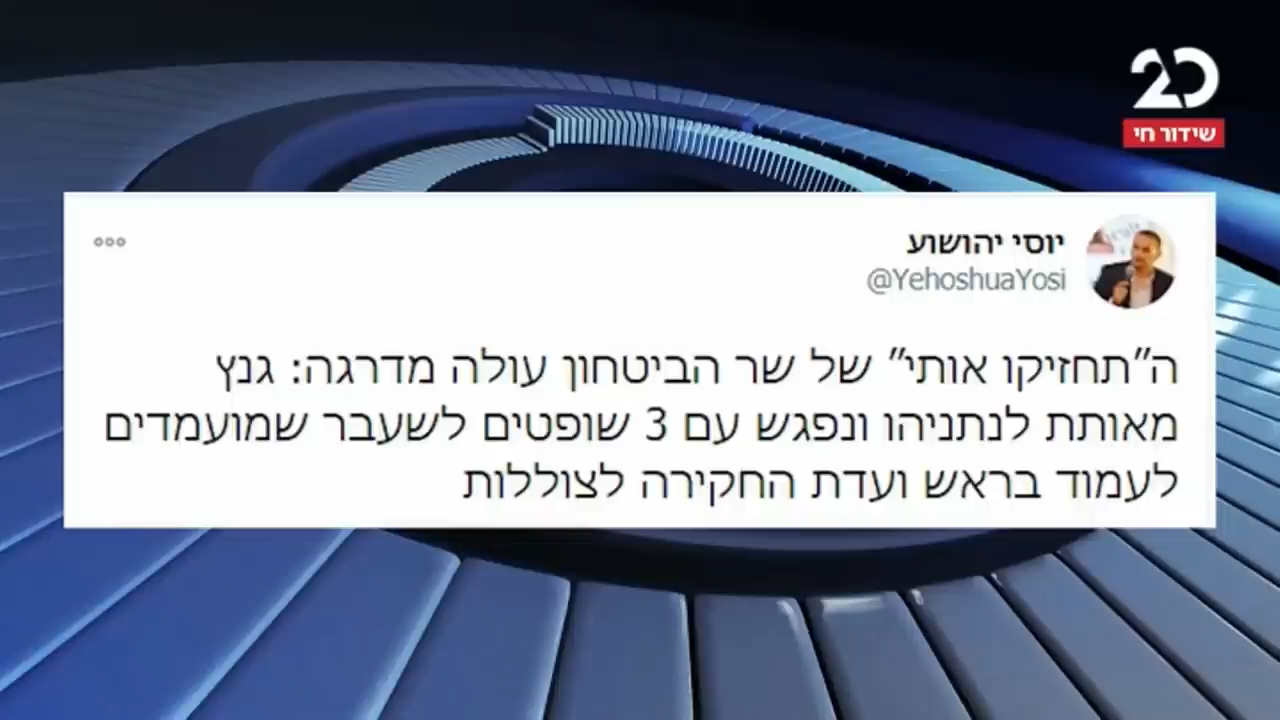 20
שידור חי
יוסי יהושוע
@YehoshuaYosi
ה"תחזיקו אותי" של שר הביטחון עולה מדרגה: גנץ
מאותת לנתניהו ונפגש עם 3 שופטים לשעבר שמועמדים
לעמוד בראש ועדת החקירה לצוללות